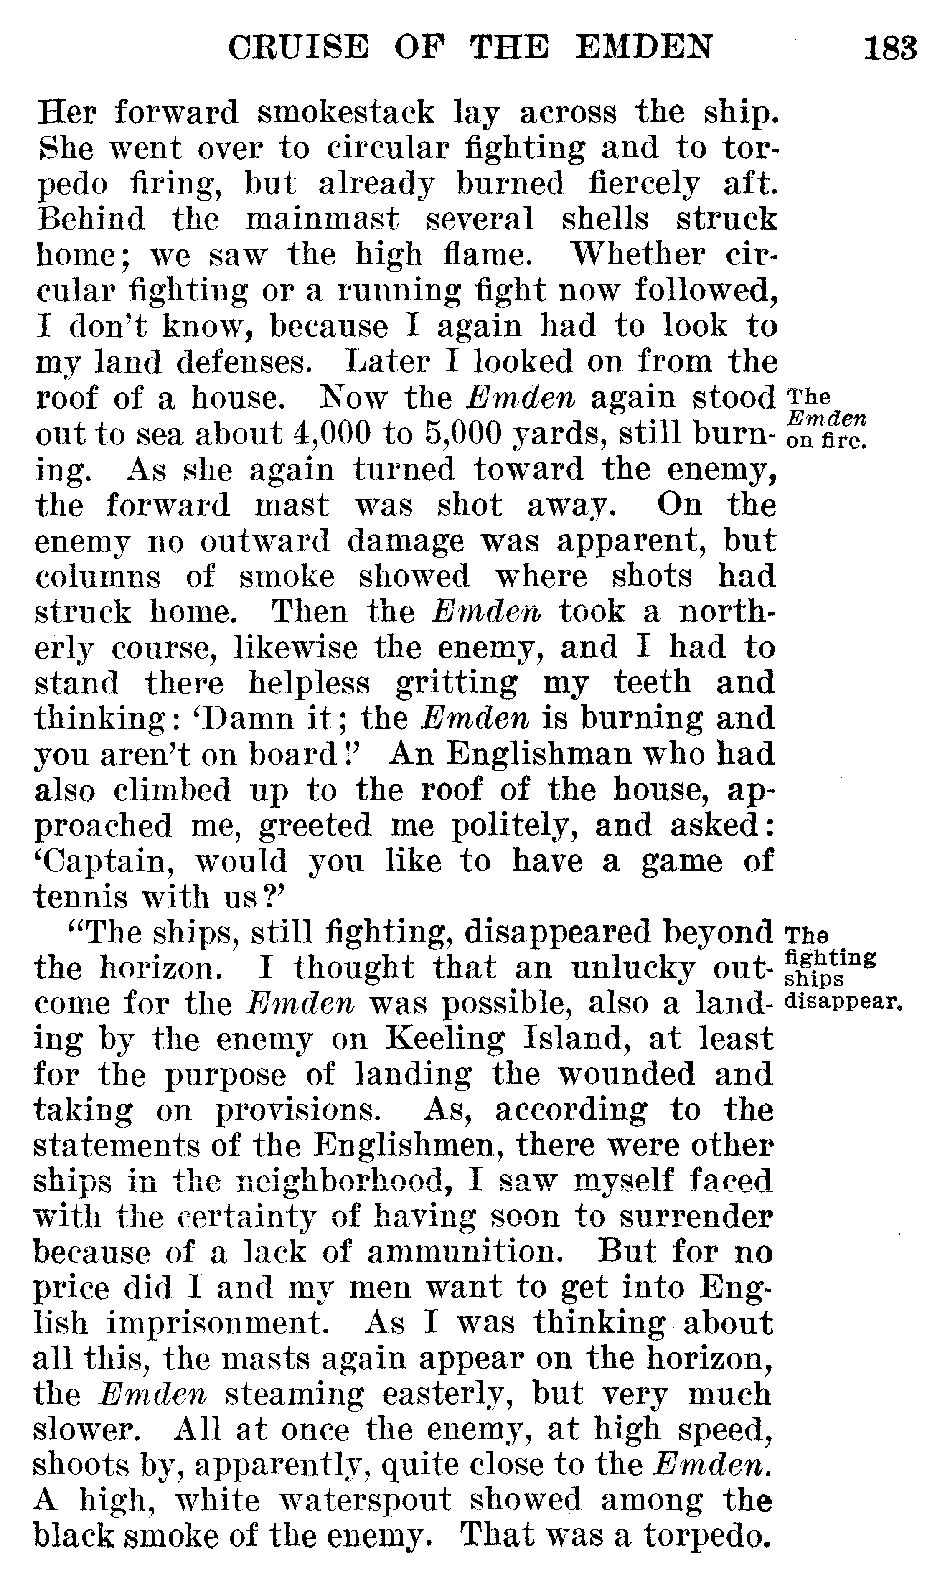 CRUISE OF THE EMDEN 183
Her forward smokestack lay across the ship.
She went over to circular fighting and to tor-
pedo firing, but already burned fiercely aft.
Behind the mainmast several shells struck
home; we saw the high flame. Whether cir-
cular fighting or a running fight now followed,
I don't know, because I again had to look to
my land defenses. Later I looked on from the
roof of a house. Now the Emden again stood
out to sea about 4,000 to 5,000 yards, still burn-
ing. As she again turned toward the enemy,
the forward mast was shot away. On the
enemy no outward damage was apparent, but
columns of smoke showed where shots had
struck home. Then the Emden took a north-
erly course, likewise the enemy, and I had to
stand there helpless gritting my teeth and
thinking: ‘Damn it; the Emden is burning and
you aren't on board!’ An Englishman who had
also climbed up to the roof of the house, ap-
proached me, greeted me politely, and asked:
‘Captain, would you like to have a game of
tennis with us?’
The
Emden
on fire.
“The ships, still fighting, disappeared beyond
the horizon. I thought that an unlucky out-
come for the Emden was possible, also a land-
ing by the enemy on Keeling Island, at least
for the purpose of landing the wounded and
taking on provisions. As, according to the
statements of the Englishmen, there were other
ships in the neighborhood, I saw myself faced
with the certainty of having soon to surrender
because of a lack of ammunition. But for no
price did I and my men want to get into Eng-
lish imprisonment. As I was thinking about
all this, the masts again appear on the horizon,
the Emden steaming easterly, but very much
slower. All at once the enemy, at high speed,
shoots by, apparently, quite close to the Emden.
A high, white waterspout showed among the
black smoke of the enemy. That was a torpedo.
The
fighting
ships
disappear.